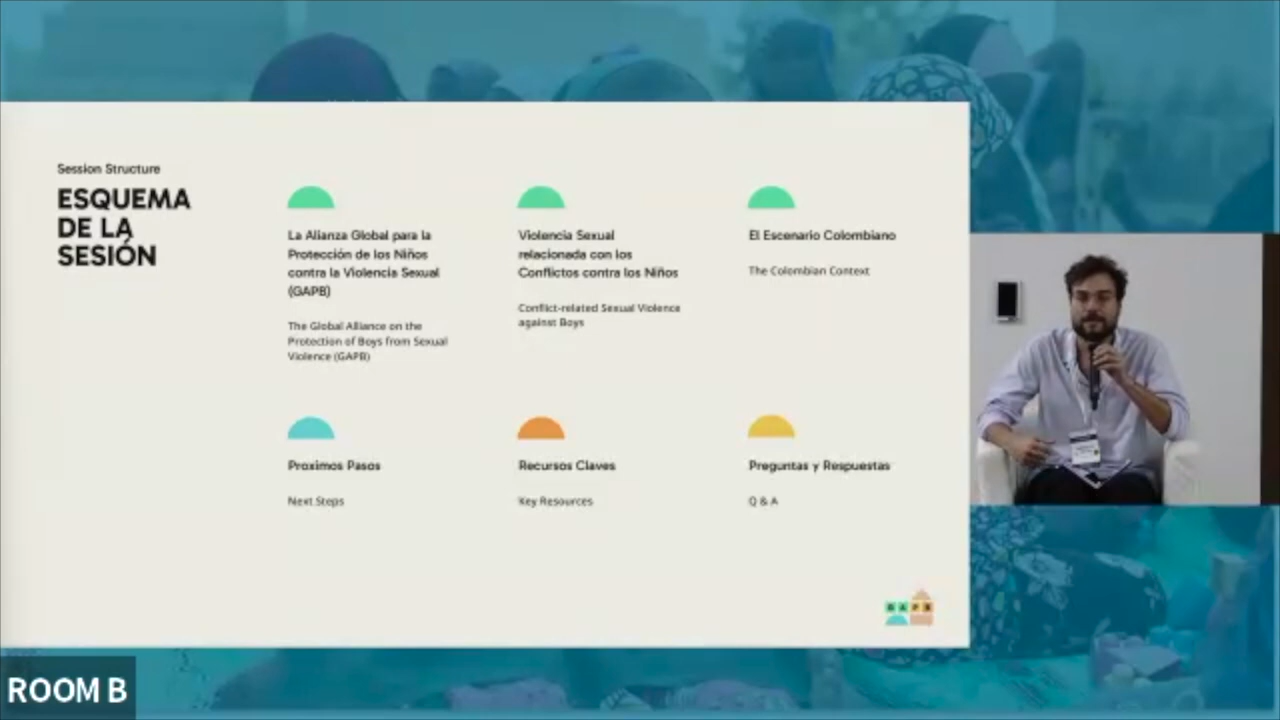 Session Structure
ESQUEMA
DE LA
SESIÓN
La Alianza Global para la
Protección de los Niños
contra la Violencia Sexual
(GAPB)
The Global Alliance on the
Protection of Boys from Sexual
Violence (GAPB)
Violencia Sexual
relacionada con los
Conflictos contra los Niños
Conflict-related Sexual Violence
against Boys
El Escenario Colombiano
The Colombian Context
Proximos Pasos
Next Steps
Recursos Claves
Key Resources
Preguntas y Respuestas
Q & A
GAPB
ROOM B